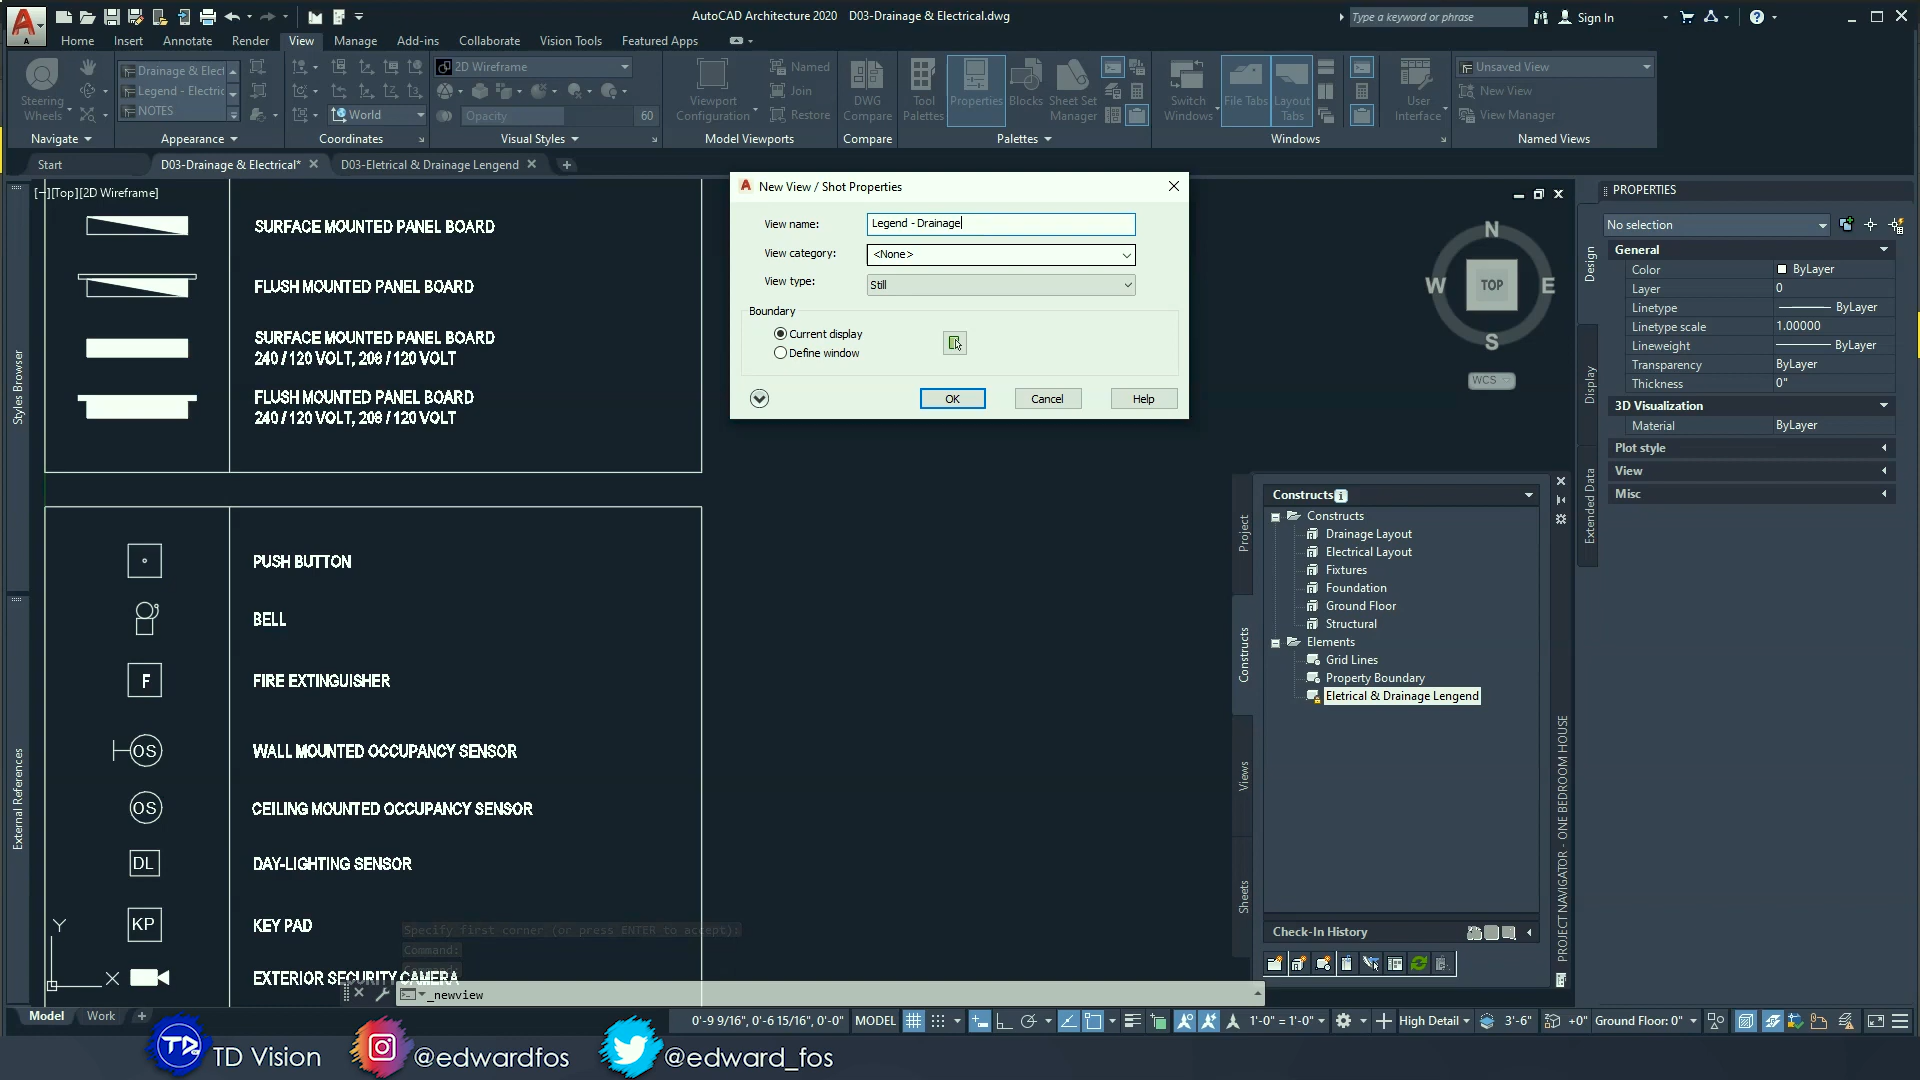 AutoCAD Architecture 2020 D03-Drainage & Electrical.dwg
Type a keyword or phrase
Sign In
Home Insert Annotate Render View Manage Add-ins Collaborate Vision Tools Featured Apps
Steering Wheels
Drainage & Elect
Legend - Electric
NOTES
World
2D Wireframe
Opacity 60
Viewport Configuration
Named
Join
Restore
DWG Compare
Tool Palettes
Properties
Blocks
Sheet Set Manager
Switch Windows
File Tabs
Layout Tabs
User Interface
Unsaved View
New View
View Manager
Navigate Appearance Coordinates Visual Styles Model Viewports Compare Palettes Windows Named Views
Start D03-Drainage & Electrical* D03-Eletrical & Drainage Lengend
[−][Top][2D Wireframe]
Styles Browser
External References
SURFACE MOUNTED PANEL BOARD
FLUSH MOUNTED PANEL BOARD
SURFACE MOUNTED PANEL BOARD
240 / 120 VOLT, 208 / 120 VOLT
FLUSH MOUNTED PANEL BOARD
240 / 120 VOLT, 208 / 120 VOLT
PUSH BUTTON
BELL
F FIRE EXTINGUISHER
OS WALL MOUNTED OCCUPANCY SENSOR
OS CEILING MOUNTED OCCUPANCY SENSOR
DL DAY-LIGHTING SENSOR
KP KEY PAD
EXTERIOR SECURITY CAMERA
Y
X
New View / Shot Properties
View name: Legend - Drainage
View category: <None>
View type: Still
Boundary
Current display
Define window
OK Cancel Help
N
W TOP E
S
WCS
Specify first corner (or press ENTER to accept):
Command:
_newview
Project
Constructs
Views
Sheets
Constructs
Constructs
Drainage Layout
Electrical Layout
Fixtures
Foundation
Ground Floor
Structural
Elements
Grid Lines
Property Boundary
Eletrical & Drainage Lengend
Check-In History
PROJECT NAVIGATOR - ONE BEDROOM HOUSE
PROPERTIES
Design
Display
Extended Data
No selection
General
Color ByLayer
Layer 0
Linetype ByLayer
Linetype scale 1.00000
Lineweight ByLayer
Transparency ByLayer
Thickness 0"
3D Visualization
Material ByLayer
Plot style
View
Misc
Model Work
0'-9 9/16", 0'-6 15/16", 0'-0" MODEL 1'-0" = 1'-0" High Detail 3'-6" +0" Ground Floor: 0"
TD Vision @edwardfos @edward_fos